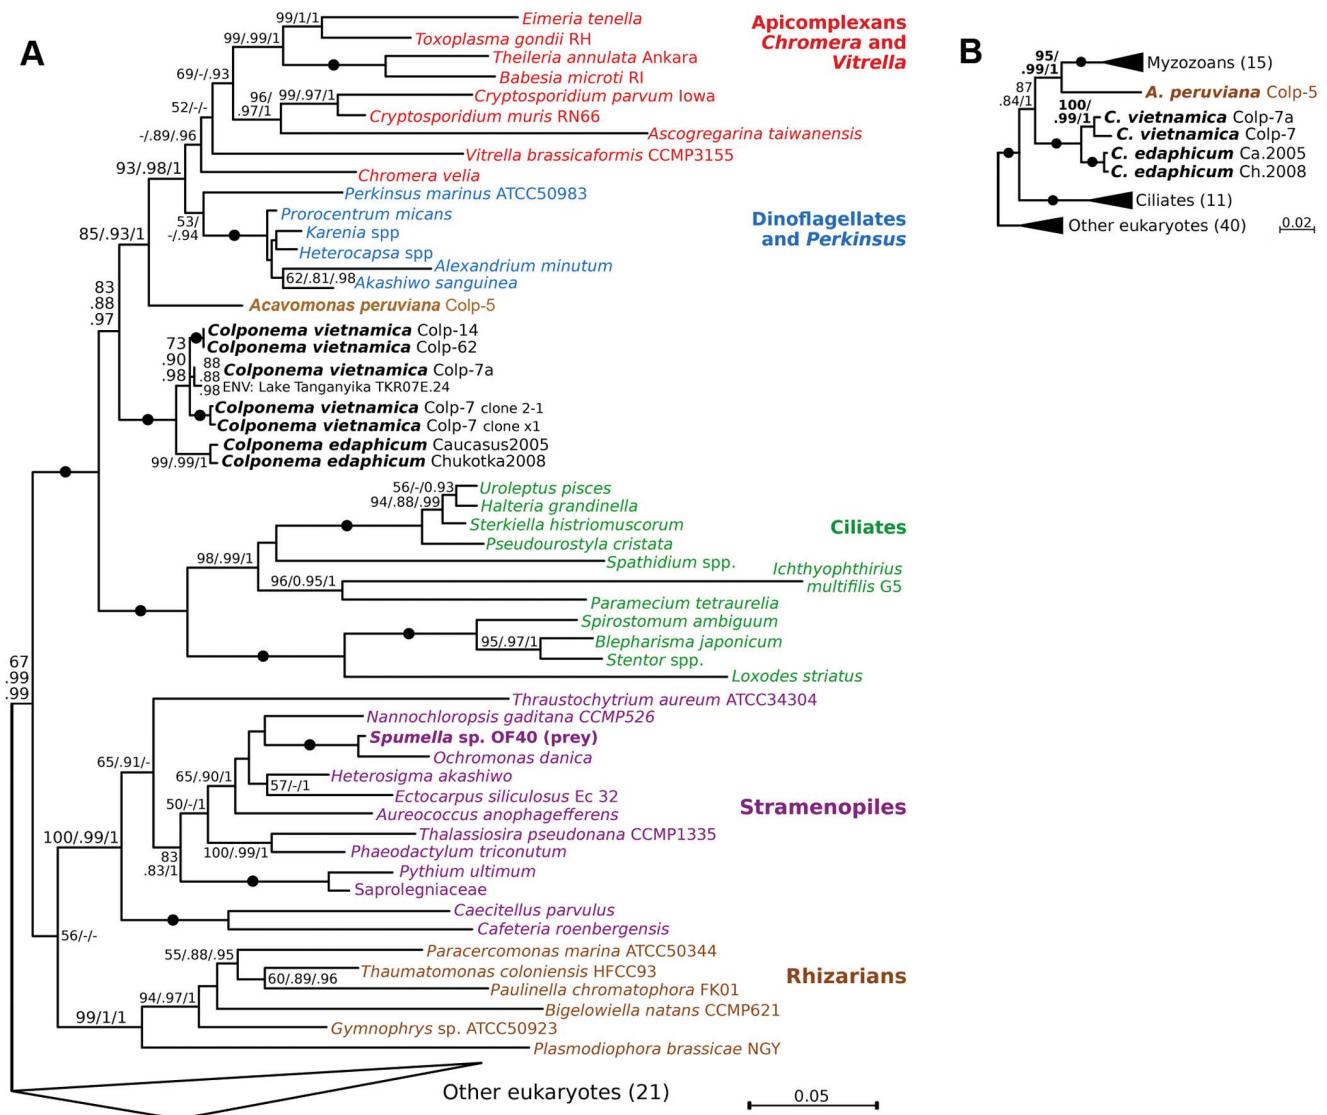 A
99/1/1
Eimeria tenella
Toxoplasma gondii RH
99/.99/1
Theileria annulata Ankara
Babesia microti RI
69/-/.93
96/
.97/1
99/.97/1
Cryptosporidium parvum Iowa
Cryptosporidium muris RN66
Ascogregarina taiwanensis
52/-/-
Vitrella brassicaformis CCMP3155
-/.89/.96
Chromera velia
Apicomplexans
Chromera and
Vitrella
93/.98/1
Perkinsus marinus ATCC50983
53/
-/.94
Prorocentrum micans
Karenia spp
Heterocapsa spp
Alexandrium minutum
62/.81/.98
Akashiwo sanguinea
Dinoflagellates
and Perkinsus
85/.93/1
Acavomonas peruviana Colp-5
83
.88
.97
Colponema vietnamica Colp-14
Colponema vietnamica Colp-62
73
.90
.98
88
.88
.98
Colponema vietnamica Colp-7a
ENV: Lake Tanganyika TKR07E.24
Colponema vietnamica Colp-7 clone 2-1
Colponema vietnamica Colp-7 clone x1
Colponema edaphicum Caucasus2005
99/.99/1
Colponema edaphicum Chukotka2008
56/-/0.93
Uroleptus pisces
94/.88/.99
Halteria grandinella
Sterkiella histriomuscorum
Pseudourostyla cristata
98/.99/1
Spathidium spp.
Ichthyophthirius
multifilis G5
96/0.95/1
Paramecium tetraurelia
Spirostomum ambiguum
95/.97/1
Blepharisma japonicum
Stentor spp.
Loxodes striatus
Ciliates
67
.99
.99
Thraustochytrium aureum ATCC34304
Nannochloropsis gaditana CCMP526
Spumella sp. OF40 (prey)
Ochromonas danica
65/.91/-
65/.90/1
Heterosigma akashiwo
57/-/1
Ectocarpus siliculosus Ec 32
50/-/1
Aureococcus anophagefferens
Thalassiosira pseudonana CCMP1335
100/.99/1
Phaeodactylum triconutum
100/.99/1
83
.83/1
Pythium ultimum
Saprolegniaceae
Caecitellus parvulus
Cafeteria roenbergensis
Stramenopiles
56/-/-
55/.88/.95
Paracercomonas marina ATCC50344
Thaumatomonas coloniensis HFCC93
60/.89/.96
Paulinella chromatophora FK01
94/.97/1
Bigelowiella natans CCMP621
99/1/1
Gymnophrys sp. ATCC50923
Plasmodiophora brassicae NGY
Rhizarians
Other eukaryotes (21)
0.05
B
95/
.99/1
Myzozoans (15)
A. peruviana Colp-5
87
.84/1
100/
.99/1
C. vietnamica Colp-7a
C. vietnamica Colp-7
C. edaphicum Ca.2005
C. edaphicum Ch.2008
Ciliates (11)
Other eukaryotes (40)
0.02